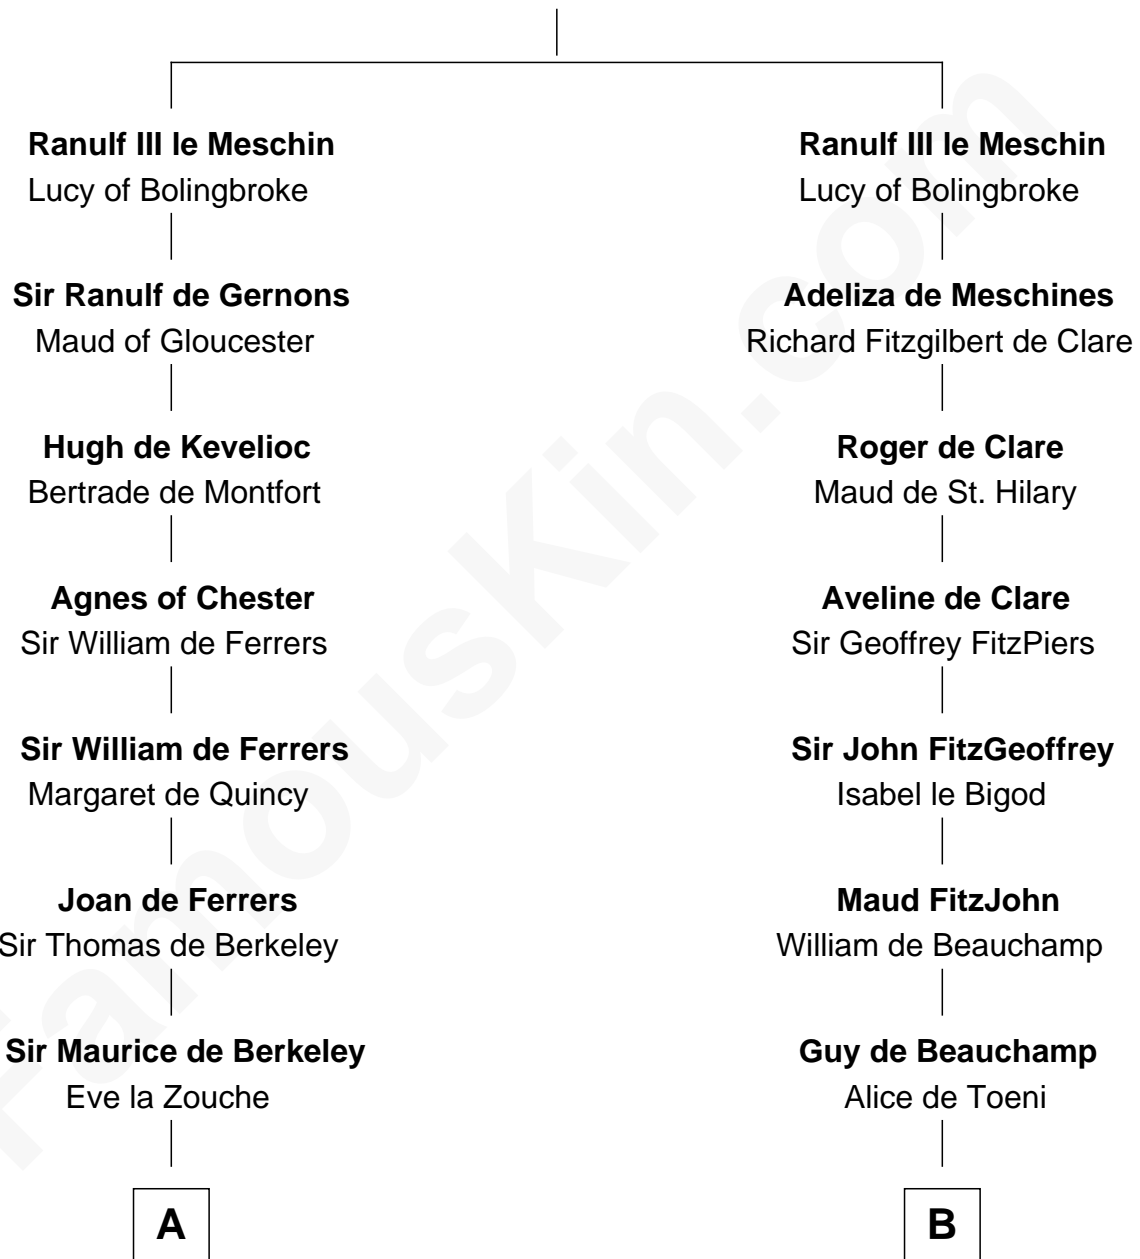 Ranulf III le Meschin
Lucy of Bolingbroke
Sir Ranulf de Gernons
Maud of Gloucester
Hugh de Kevelioc
Bertrade de Montfort
Agnes of Chester
Sir William de Ferrers
Sir William de Ferrers
Margaret de Quincy
Joan de Ferrers
Sir Thomas de Berkeley
Sir Maurice de Berkeley
Eve la Zouche
A
Ranulf III le Meschin
Lucy of Bolingbroke
Adeliza de Meschines
Richard Fitzgilbert de Clare
Roger de Clare
Maud de St. Hilary
Aveline de Clare
Sir Geoffrey FitzPiers
Sir John FitzGeoffrey
Isabel le Bigod
Maud FitzJohn
William de Beauchamp
Guy de Beauchamp
Alice de Toeni
B
FamousKin.com